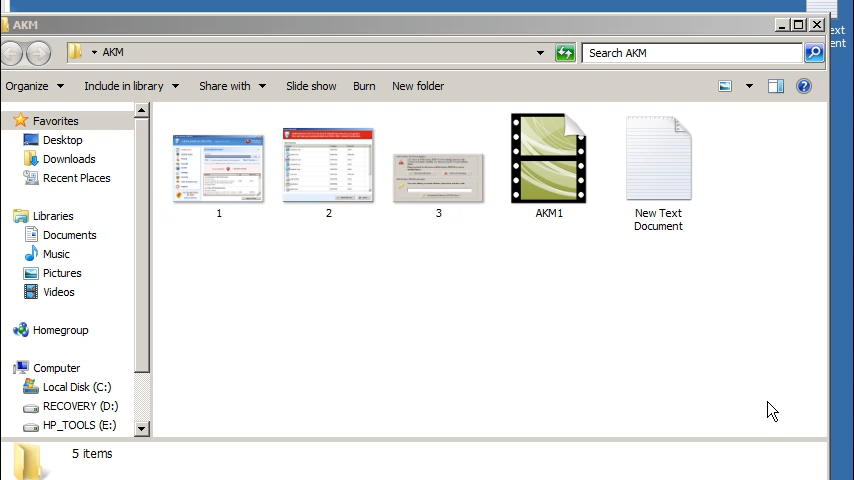 AKM
AKM
Search AKM
Organize
Include in library
Share with
Slide show
Burn
New folder
Favorites
Desktop
Downloads
Recent Places
Libraries
Documents
Music
Pictures
Videos
Homegroup
Computer
Local Disk (C:)
RECOVERY (D:)
HP_TOOLS (E:)
1
2
3
AKM1
New Text
Document
ext
ent
5 items